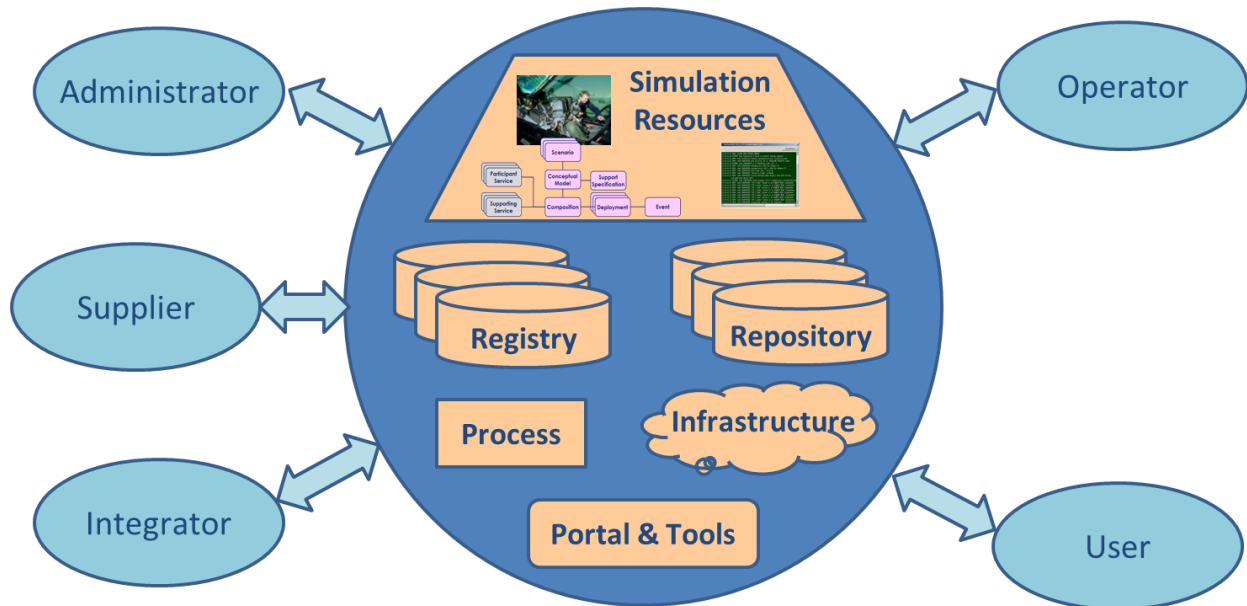 Administrator
Operator
Simulation
Resources
Scenario
Participant
Service
Conceptual
Model
Support
Specification
Supporting
Service
Composition
Deployment
Event
Supplier
Registry
Repository
Process
Infrastructure
Integrator
Portal & Tools
User